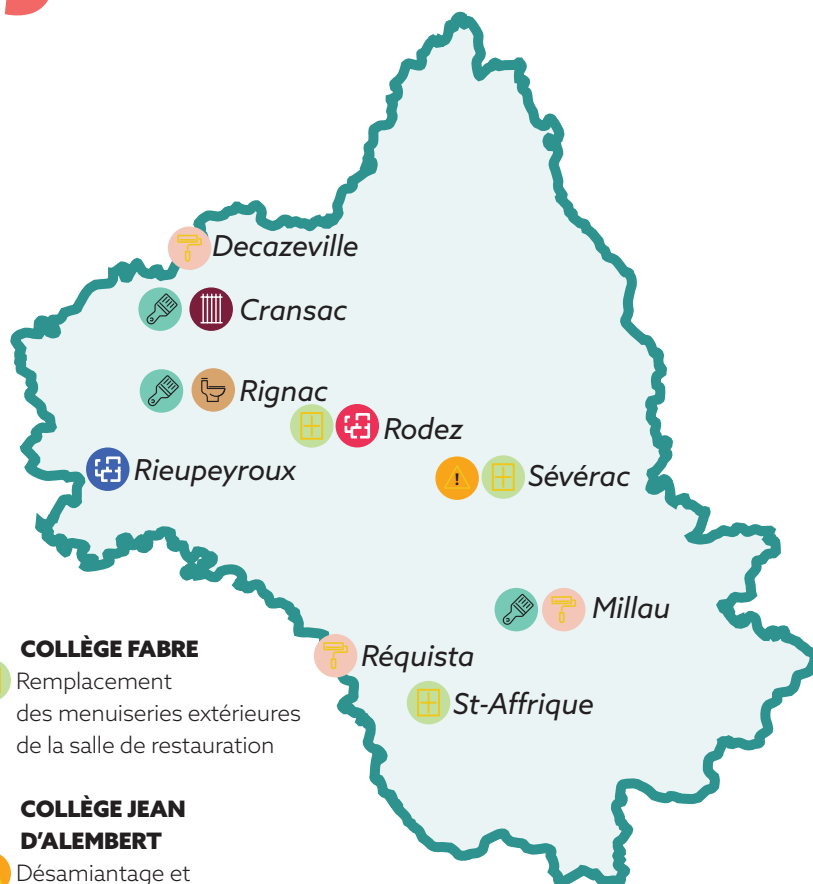 Decazeville
Cransac
Rignac
Rodez
Rieupeyroux
Sévérac
!
Millau
Réquista
St-Affrique
COLLÈGE FABRE
Remplacement
des menuiseries extérieures
de la salle de restauration
COLLÈGE JEAN
D'ALEMBERT
Désamiantage et